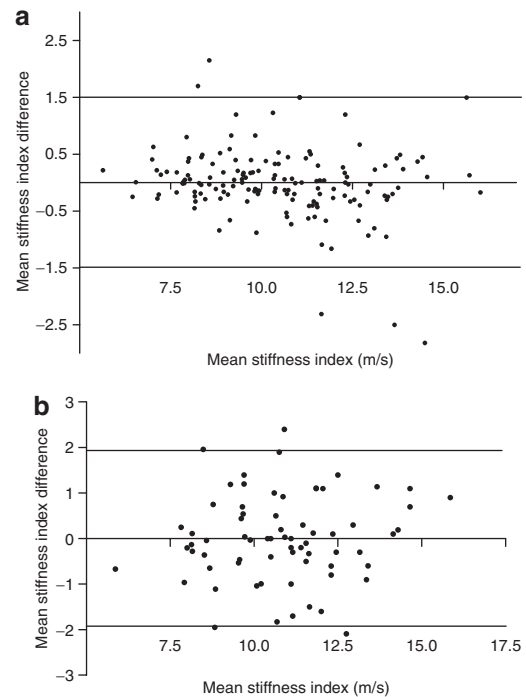 a
2.5
1.5
0.5
−0.5
−1.5
−2.5
Mean stiffness index difference
7.5 10.0 12.5 15.0
Mean stiffness index (m/s)
b
3
2
1
0
−1
−2
−3
Mean stiffness index difference
7.5 10.0 12.5 15.0 17.5
Mean stiffness index (m/s)